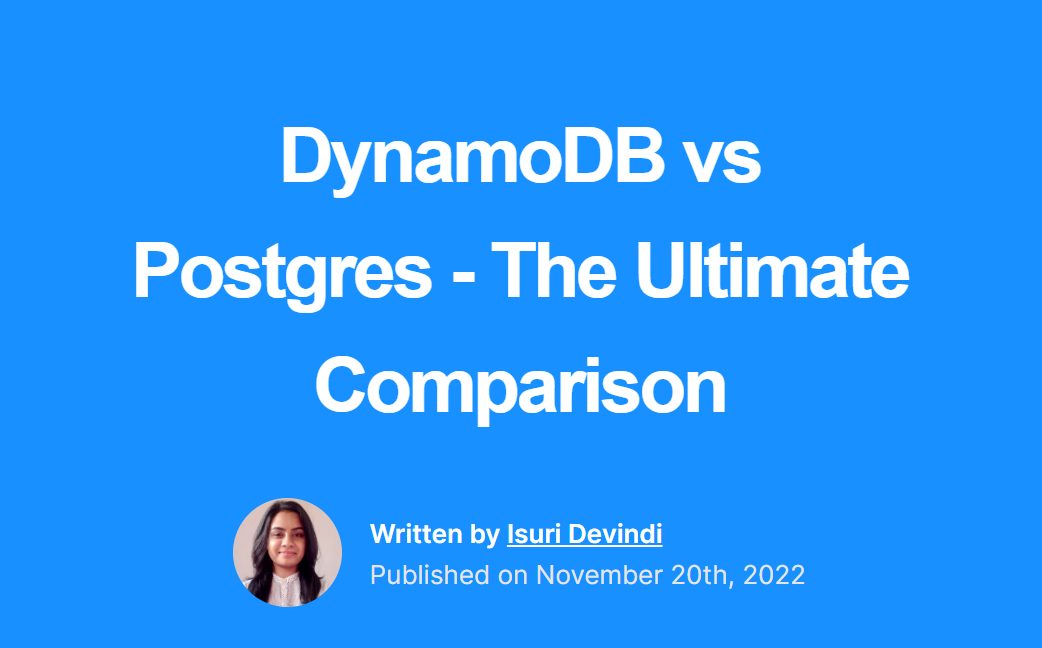 DynamoDB vs
Postgres - The Ultimate
Comparison
Written by Isuri Devindi
Published on November 20th, 2022